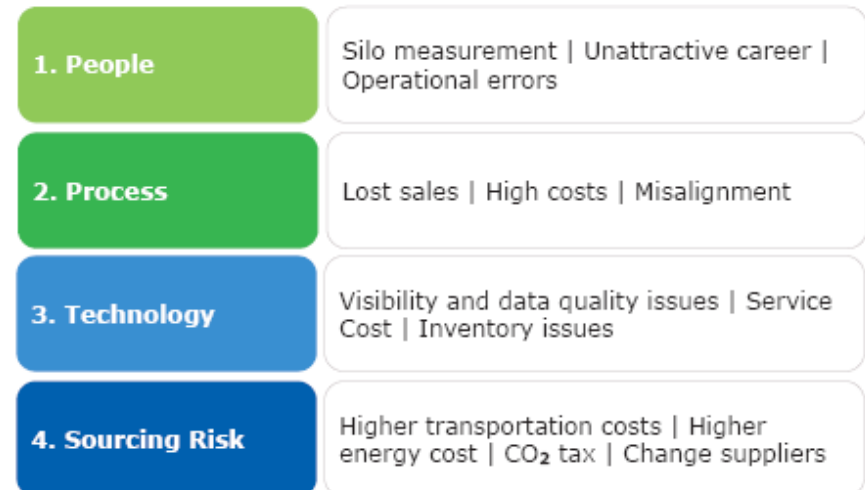 1. People
Silo measurement | Unattractive career |
Operational errors
2. Process
Lost sales | High costs | Misalignment
3. Technology
Visibility and data quality issues | Service
Cost | Inventory issues
4. Sourcing Risk
Higher transportation costs | Higher
energy cost | CO₂ tax | Change suppliers